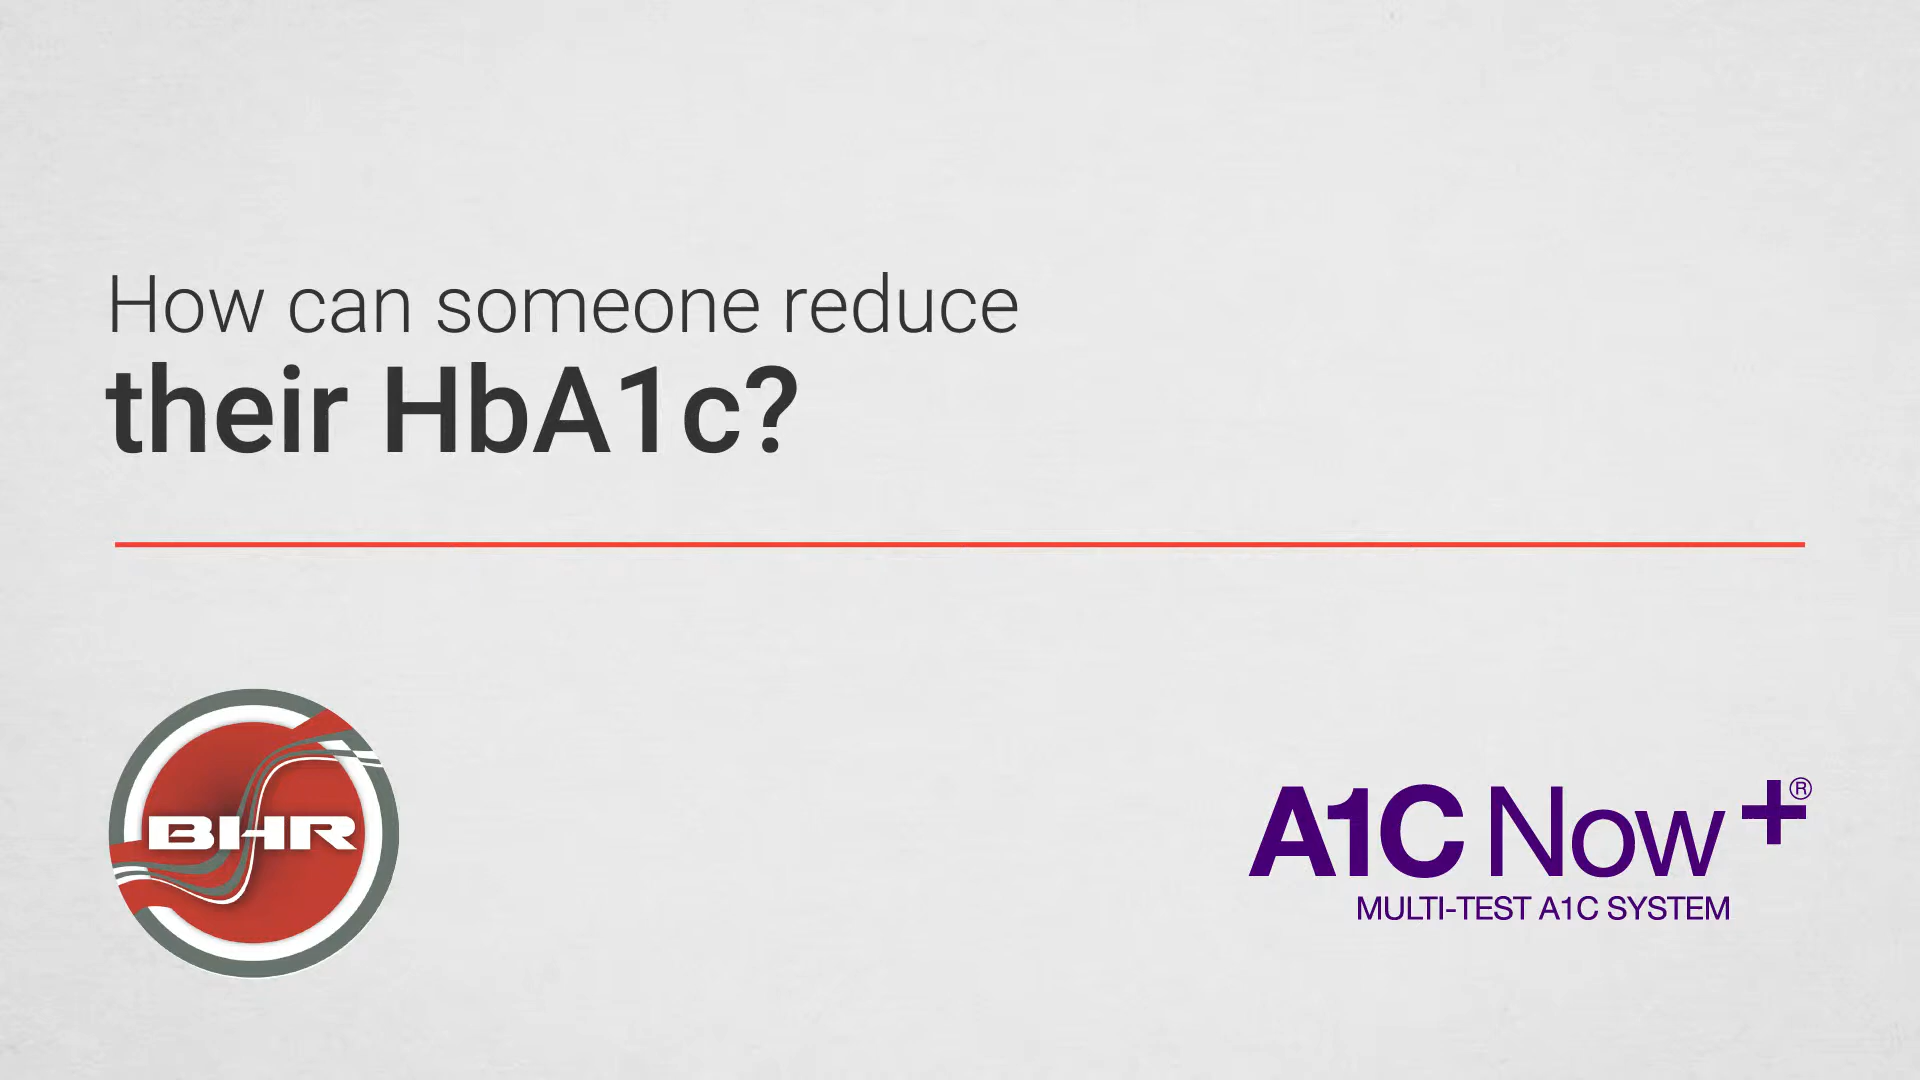 How can someone reduce
their HbA1c?
BHR
A1C Now+®
MULTI-TEST A1C SYSTEM